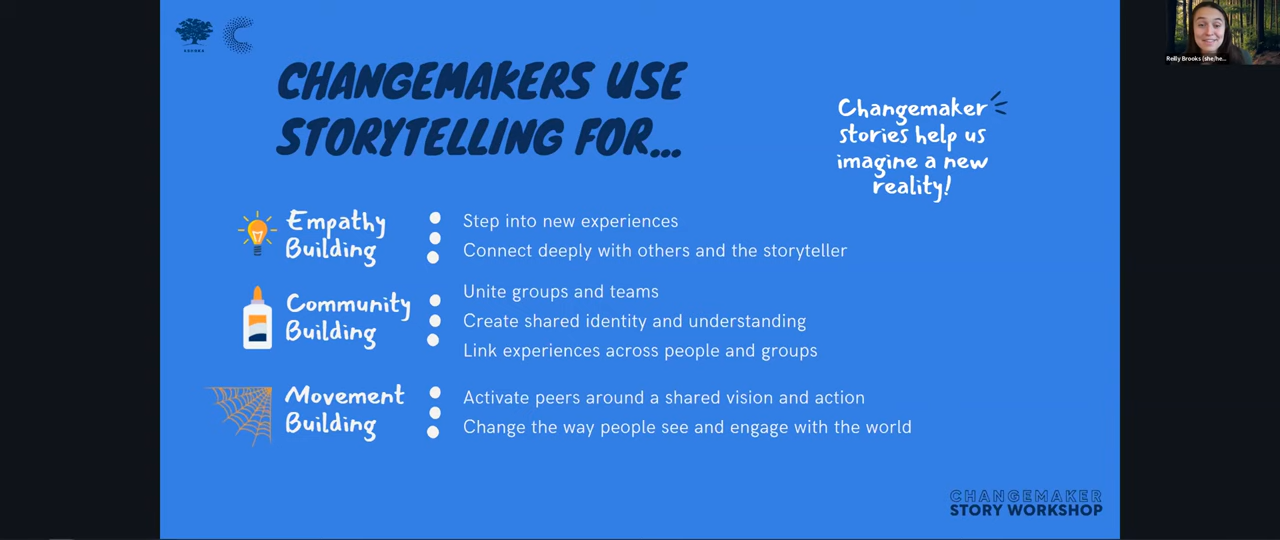 CHANGEMAKERS USE
STORYTELLING FOR...
Changemaker
stories help us
imagine a new
reality!
Empathy
Building
Step into new experiences
Connect deeply with others and the storyteller
Community
Building
Unite groups and teams
Create shared identity and understanding
Link experiences across people and groups
Movement
Building
Activate peers around a shared vision and action
Change the way people see and engage with the world
CHANGEMAKER
STORY WORKSHOP
Reilly Brooks (she/he...